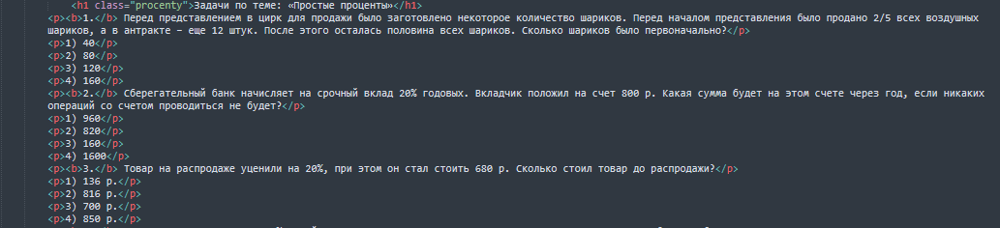 <h1 class="procenty">Задачи по теме: «Простые проценты»</h1>
<p><b>1.</b> Перед представлением в цирк для продажи было заготовлено некоторое количество шариков. Перед началом представления было продано 2/5 всех воздушных
шариков, а в антракте – еще 12 штук. После этого осталась половина всех шариков. Сколько шариков было первоначально?</p>
<p>1) 40</p>
<p>2) 80</p>
<p>3) 120</p>
<p>4) 160</p>
<p><b>2.</b> Сберегательный банк начисляет на срочный вклад 20% годовых. Вкладчик положил на счет 800 р. Какая сумма будет на этом счете через год, если никаких
операций со счетом проводиться не будет?</p>
<p>1) 960</p>
<p>2) 820</p>
<p>3) 160</p>
<p>4) 1600</p>
<p><b>3.</b> Товар на распродаже уценили на 20%, при этом он стал стоить 680 р. Сколько стоил товар до распродажи?</p>
<p>1) 136 р.</p>
<p>2) 816 р.</p>
<p>3) 700 р.</p>
<p>4) 850 р.</p>